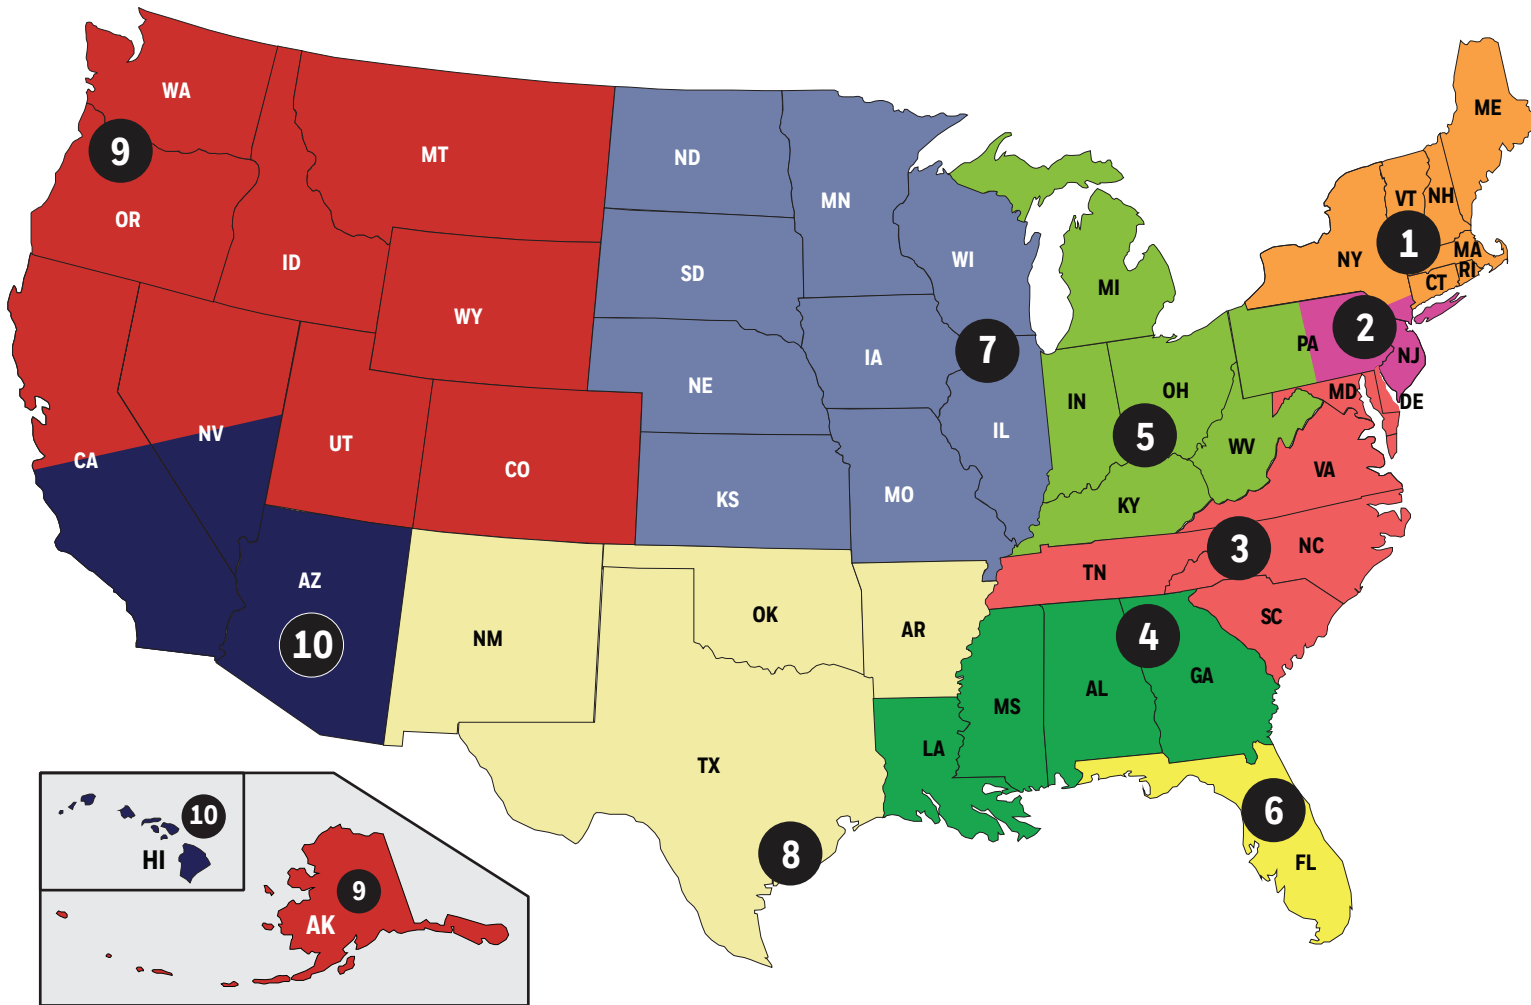 WA
9
OR
MT
ID
WY
CA
NV
UT
CO
AZ
10
NM
ND
SD
NE
KS
MN
IA
MO
WI
7
IL
OK
AR
TX
8
MI
IN
OH
5
KY
WV
PA
2
NJ
MD
DE
VA
3
NC
TN
SC
4
MS
AL
GA
LA
6
FL
ME
VT
NH
1
NY
MA
RI
CT
10
HI
9
AK